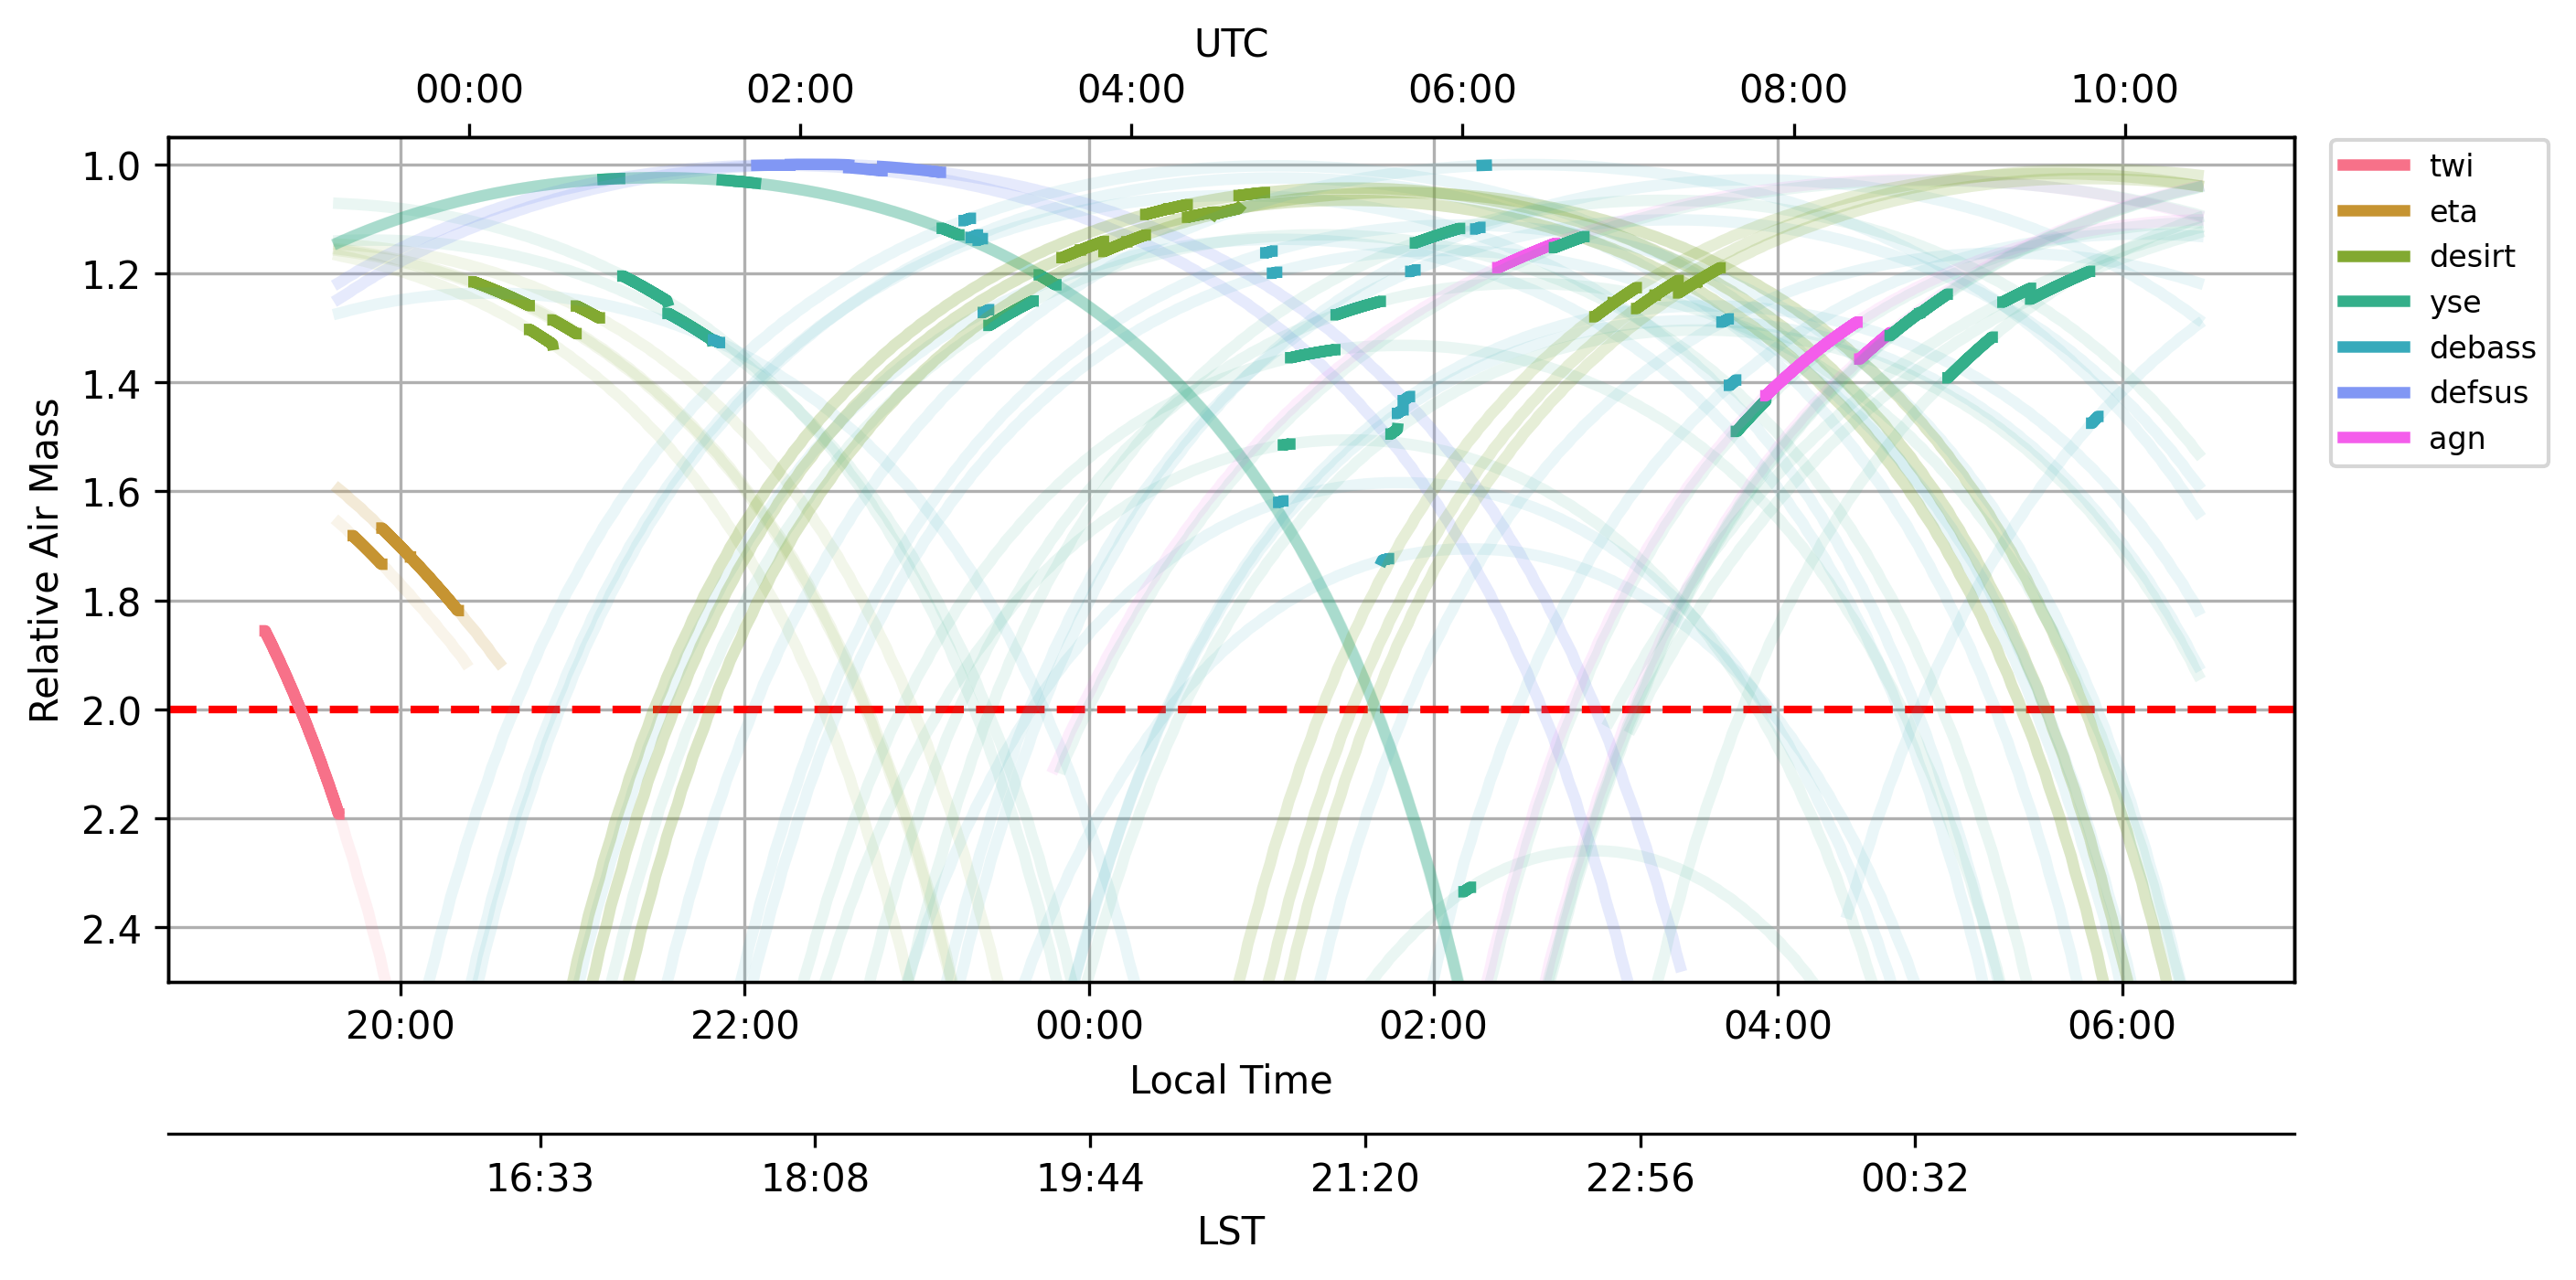 UTC
00:00 02:00 04:00 06:00 08:00 10:00
Relative Air Mass
1.0
1.2
1.4
1.6
1.8
2.0
2.2
2.4
twi
eta
desirt
yse
debass
defsus
agn
20:00 22:00 00:00 02:00 04:00 06:00
Local Time
16:33 18:08 19:44 21:20 22:56 00:32
LST